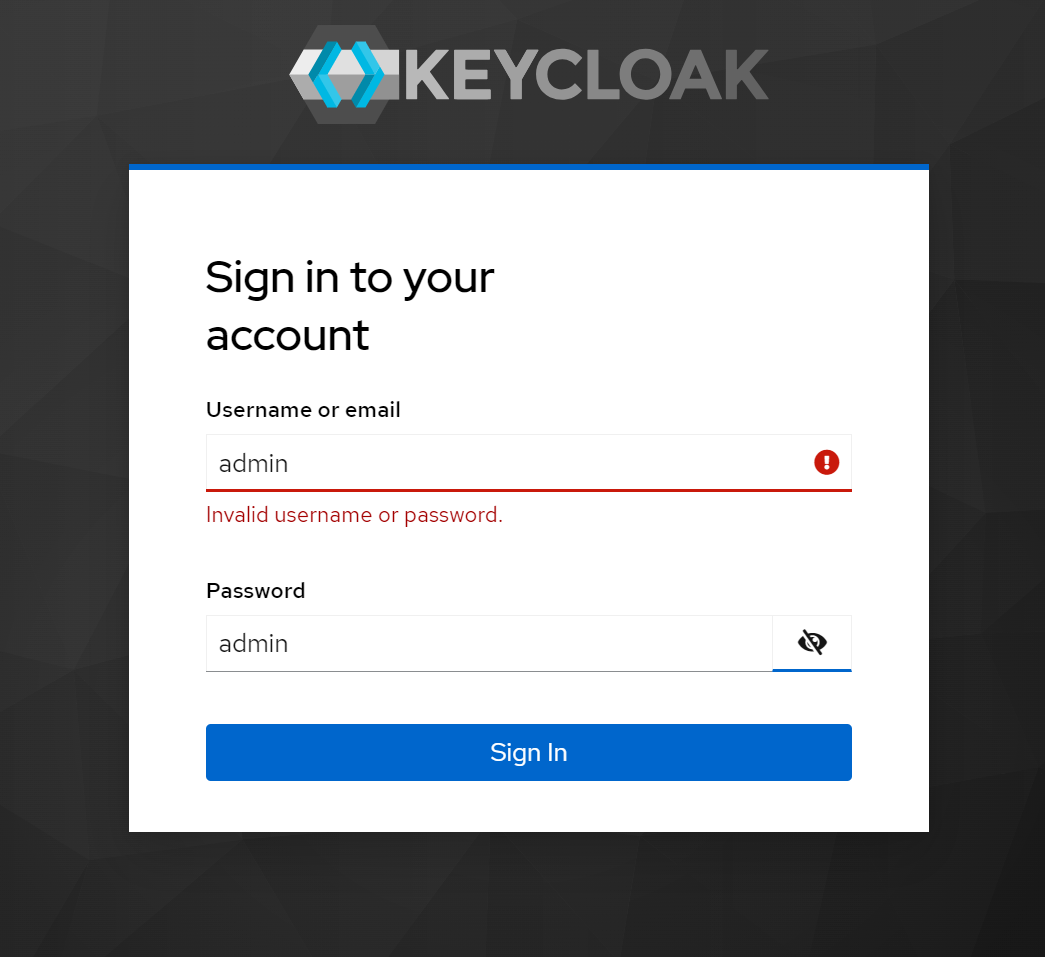 KEYCLOAK
Sign in to your
account
Username or email
admin
Invalid username or password.
Password
admin
Sign In